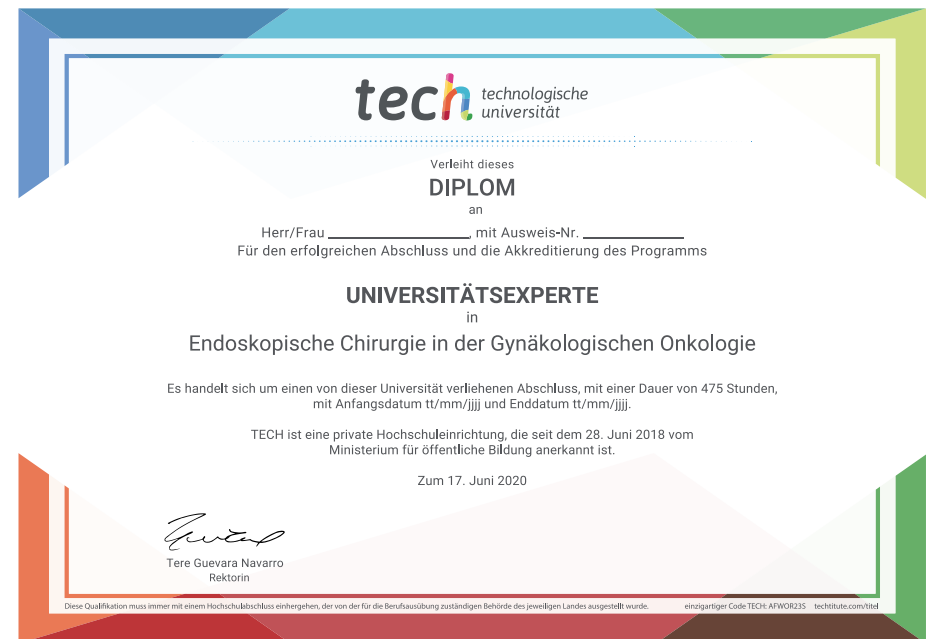 tech technologische
universität
Verleiht dieses
DIPLOM
an
Herr/Frau ____________________, mit Ausweis-Nr. ______________
Für den erfolgreichen Abschluss und die Akkreditierung des Programms
UNIVERSITÄTSEXPERTE
in
Endoskopische Chirurgie in der Gynäkologischen Onkologie
Es handelt sich um einen von dieser Universität verliehenen Abschluss, mit einer Dauer von 475 Stunden,
mit Anfangsdatum tt/mm/jjjj und Enddatum tt/mm/jjjj.
TECH ist eine private Hochschuleinrichtung, die seit dem 28. Juni 2018 vom
Ministerium für öffentliche Bildung anerkannt ist.
Zum 17. Juni 2020
Tere Guevara Navarro
Rektorin
Diese Qualifikation muss immer mit einem Hochschulabschluss einhergehen, der von der für die Berufsausübung zuständigen Behörde des jeweiligen Landes ausgestellt wurde. einzigartiger Code TECH: AFWOR23S techtitute.com/titel